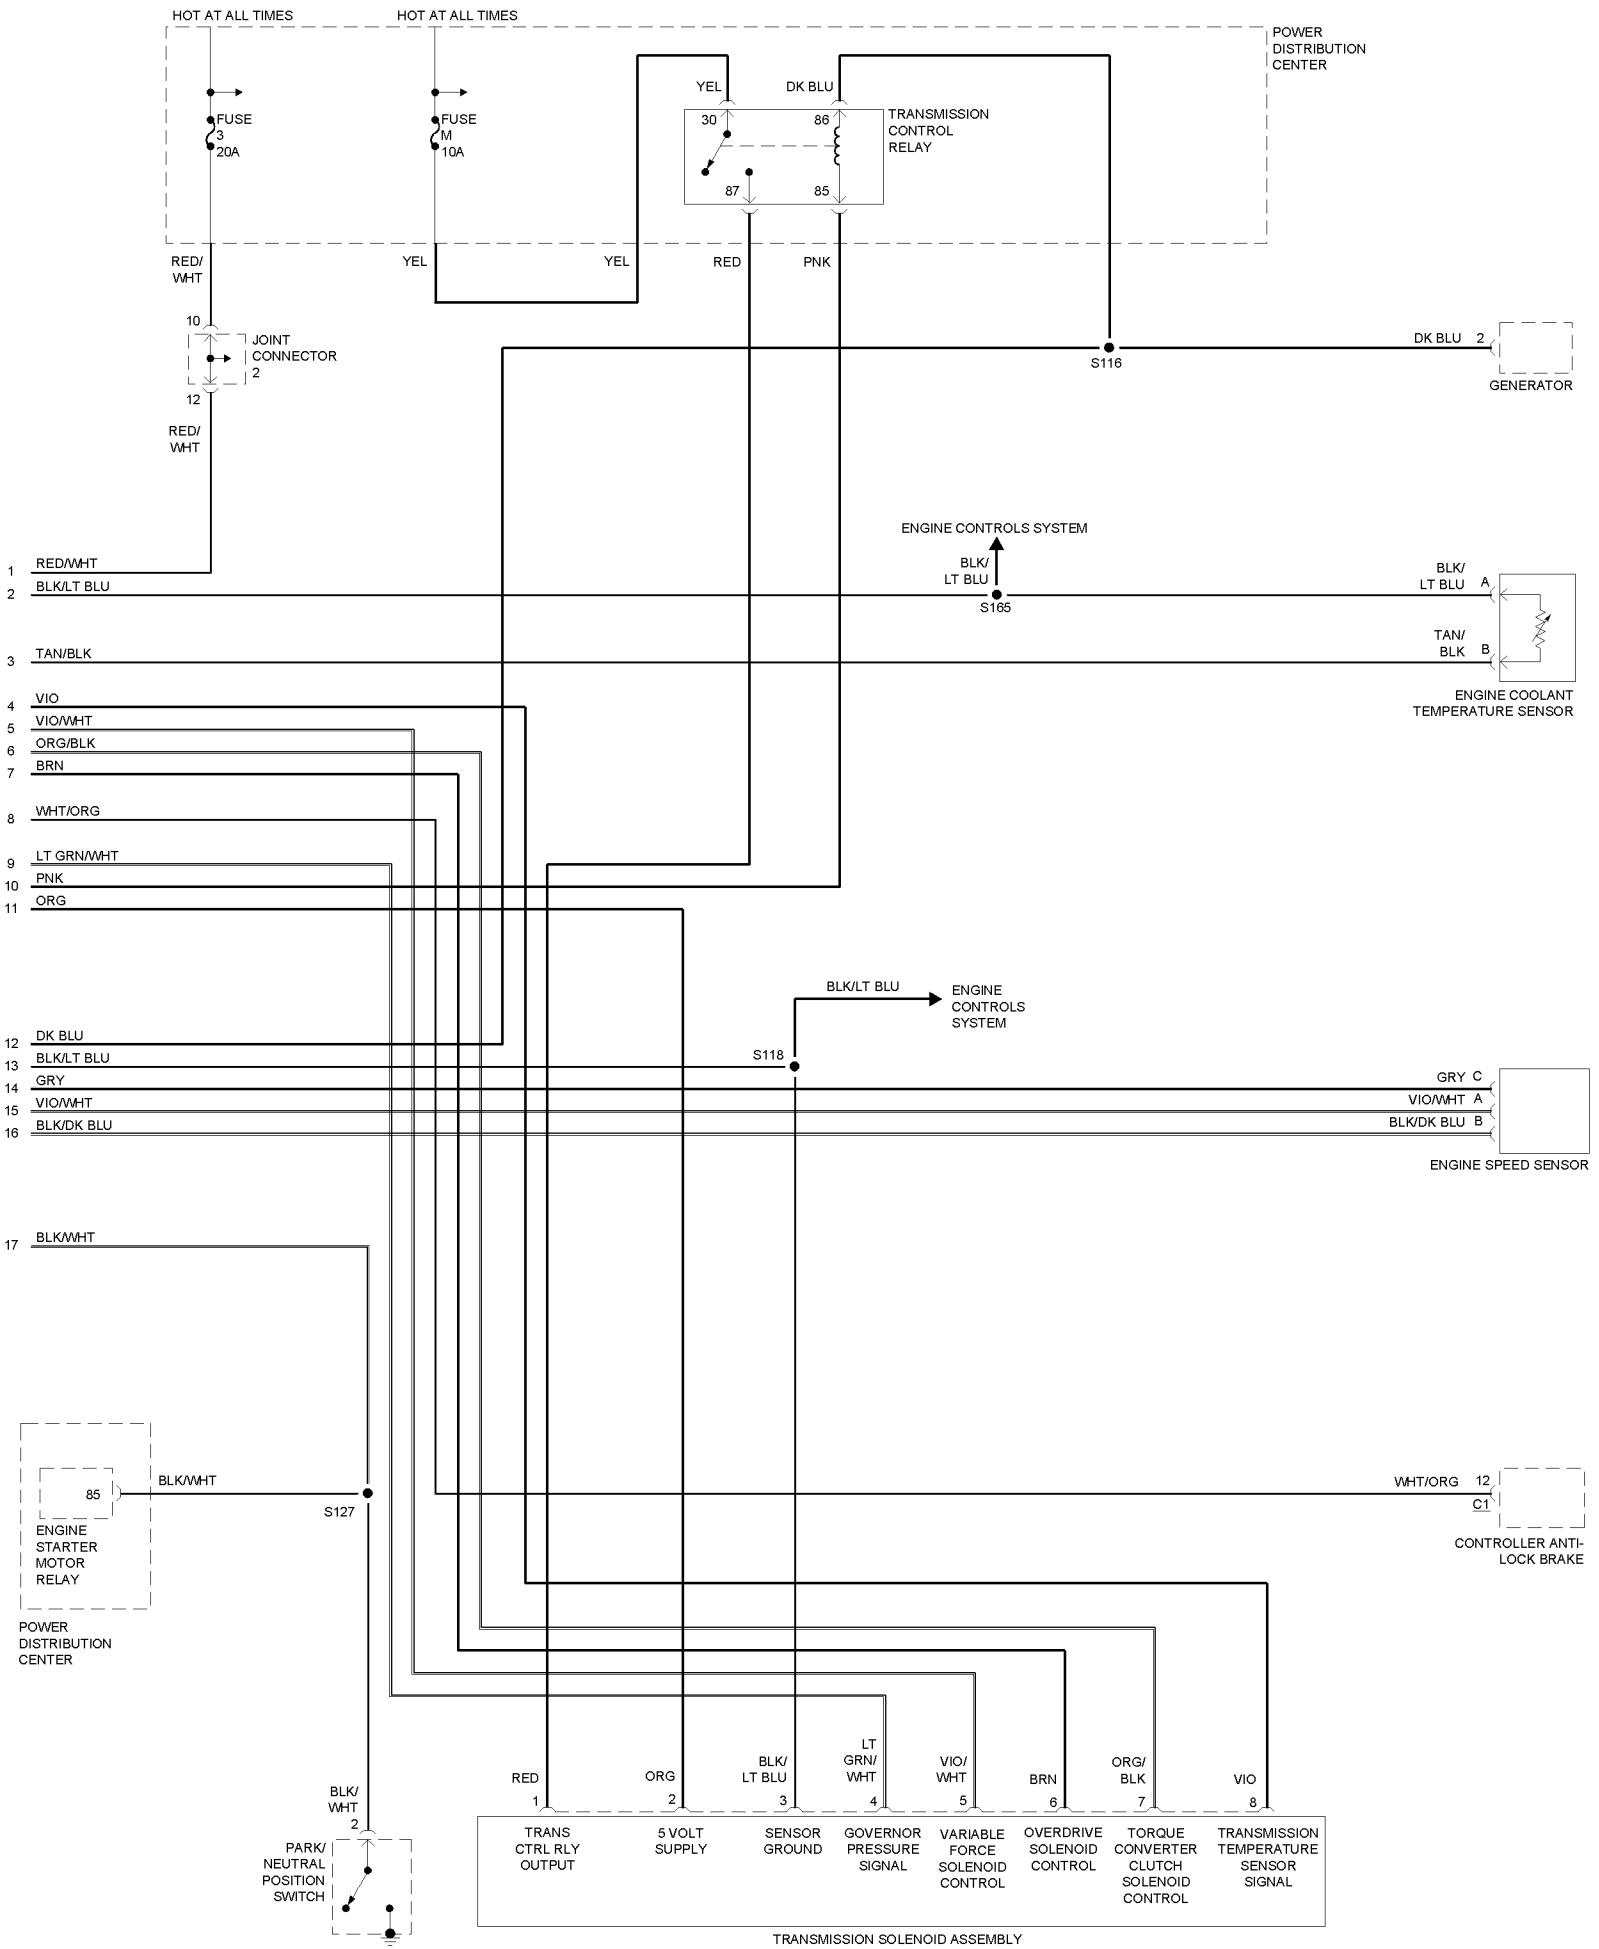 HOT AT ALL TIMES
HOT AT ALL TIMES
POWER
DISTRIBUTION
CENTER
FUSE
3
20A
FUSE
M
10A
YEL
DK BLU
30
86
87
85
TRANSMISSION
CONTROL
RELAY
RED/
WHT
YEL
YEL
RED
PNK
10
JOINT
CONNECTOR
2
12
RED/
WHT
S116
DK BLU
2
GENERATOR
ENGINE CONTROLS SYSTEM
BLK/
LT BLU
S165
BLK/
LT BLU
A
TAN/
BLK
B
ENGINE COOLANT
TEMPERATURE SENSOR
1 RED/WHT
2 BLK/LT BLU
3 TAN/BLK
4 VIO
5 VIO/WHT
6 ORG/BLK
7 BRN
8 WHT/ORG
9 LT GRN/WHT
10 PNK
11 ORG
BLK/LT BLU
ENGINE
CONTROLS
SYSTEM
S118
12 DK BLU
13 BLK/LT BLU
14 GRY
15 VIO/WHT
16 BLK/DK BLU
GRY C
VIO/WHT A
BLK/DK BLU B
ENGINE SPEED SENSOR
17 BLK/WHT
85
BLK/WHT
S127
ENGINE
STARTER
MOTOR
RELAY
POWER
DISTRIBUTION
CENTER
WHT/ORG 12
C1
CONTROLLER ANTI-
LOCK BRAKE
BLK/
WHT
2
PARK/
NEUTRAL
POSITION
SWITCH
RED
1
ORG
2
BLK/
LT BLU
3
LT
GRN/
WHT
4
VIO/
WHT
5
BRN
6
ORG/
BLK
7
VIO
8
TRANS
CTRL RLY
OUTPUT
5 VOLT
SUPPLY
SENSOR
GROUND
GOVERNOR
PRESSURE
SIGNAL
VARIABLE
FORCE
SOLENOID
CONTROL
OVERDRIVE
SOLENOID
CONTROL
TORQUE
CONVERTER
CLUTCH
SOLENOID
CONTROL
TRANSMISSION
TEMPERATURE
SENSOR
SIGNAL
TRANSMISSION SOLENOID ASSEMBLY